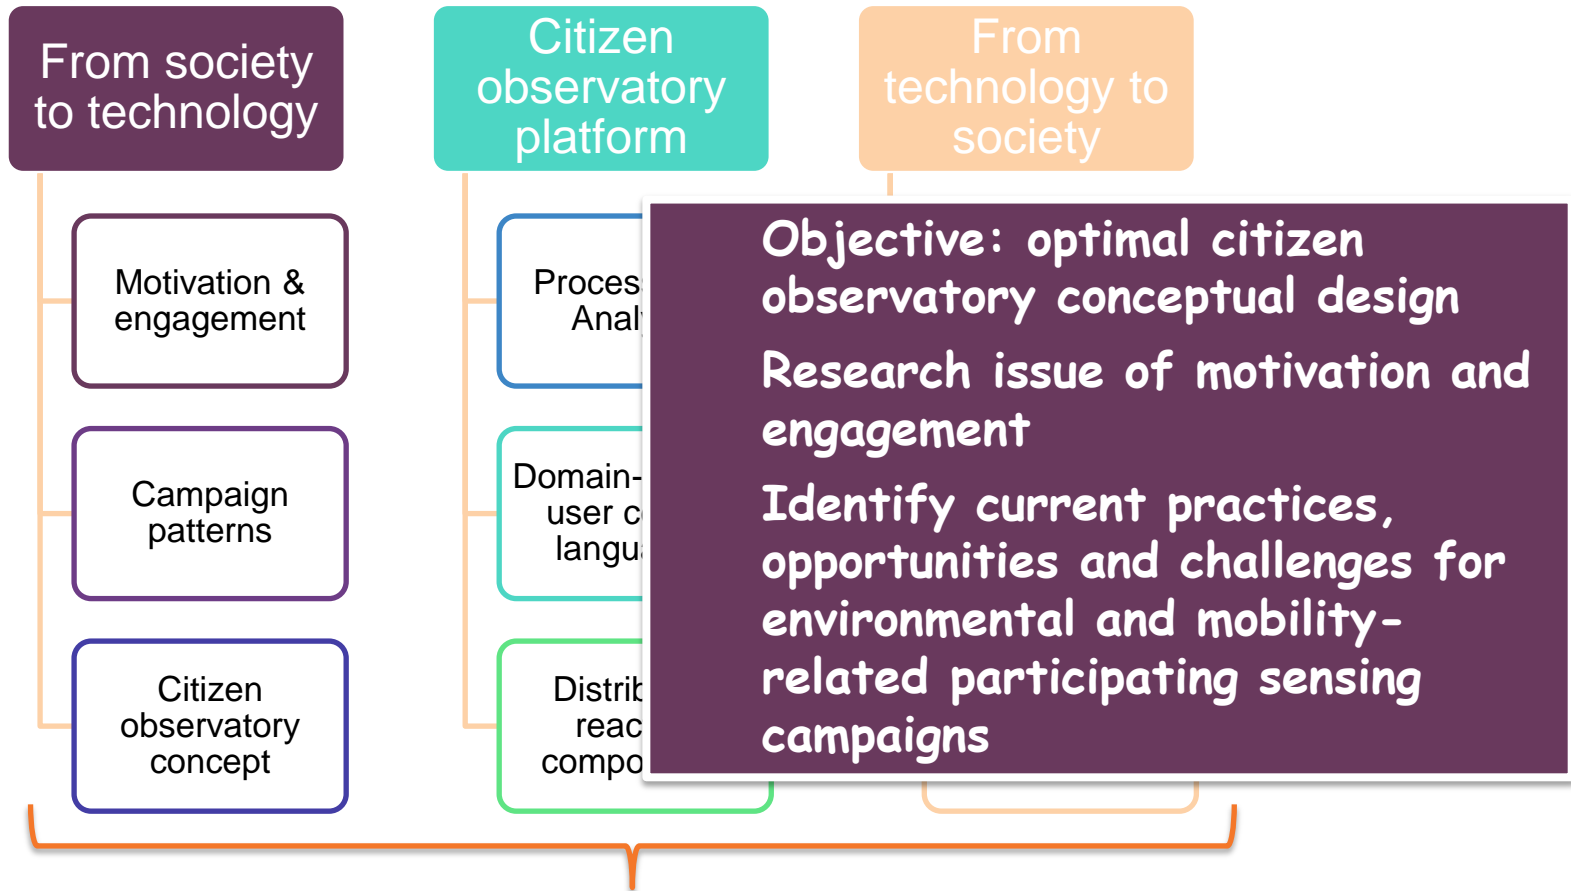 From society
to technology
Citizen
observatory
platform
From
technology to
society
Motivation &
engagement
Campaign
patterns
Citizen
observatory
concept
user
Objective: optimal citizen
observatory conceptual design
Research issue of motivation and
engagement
Identify current practices,
opportunities and challenges for
environmental and mobility-
related participating sensing
campaigns